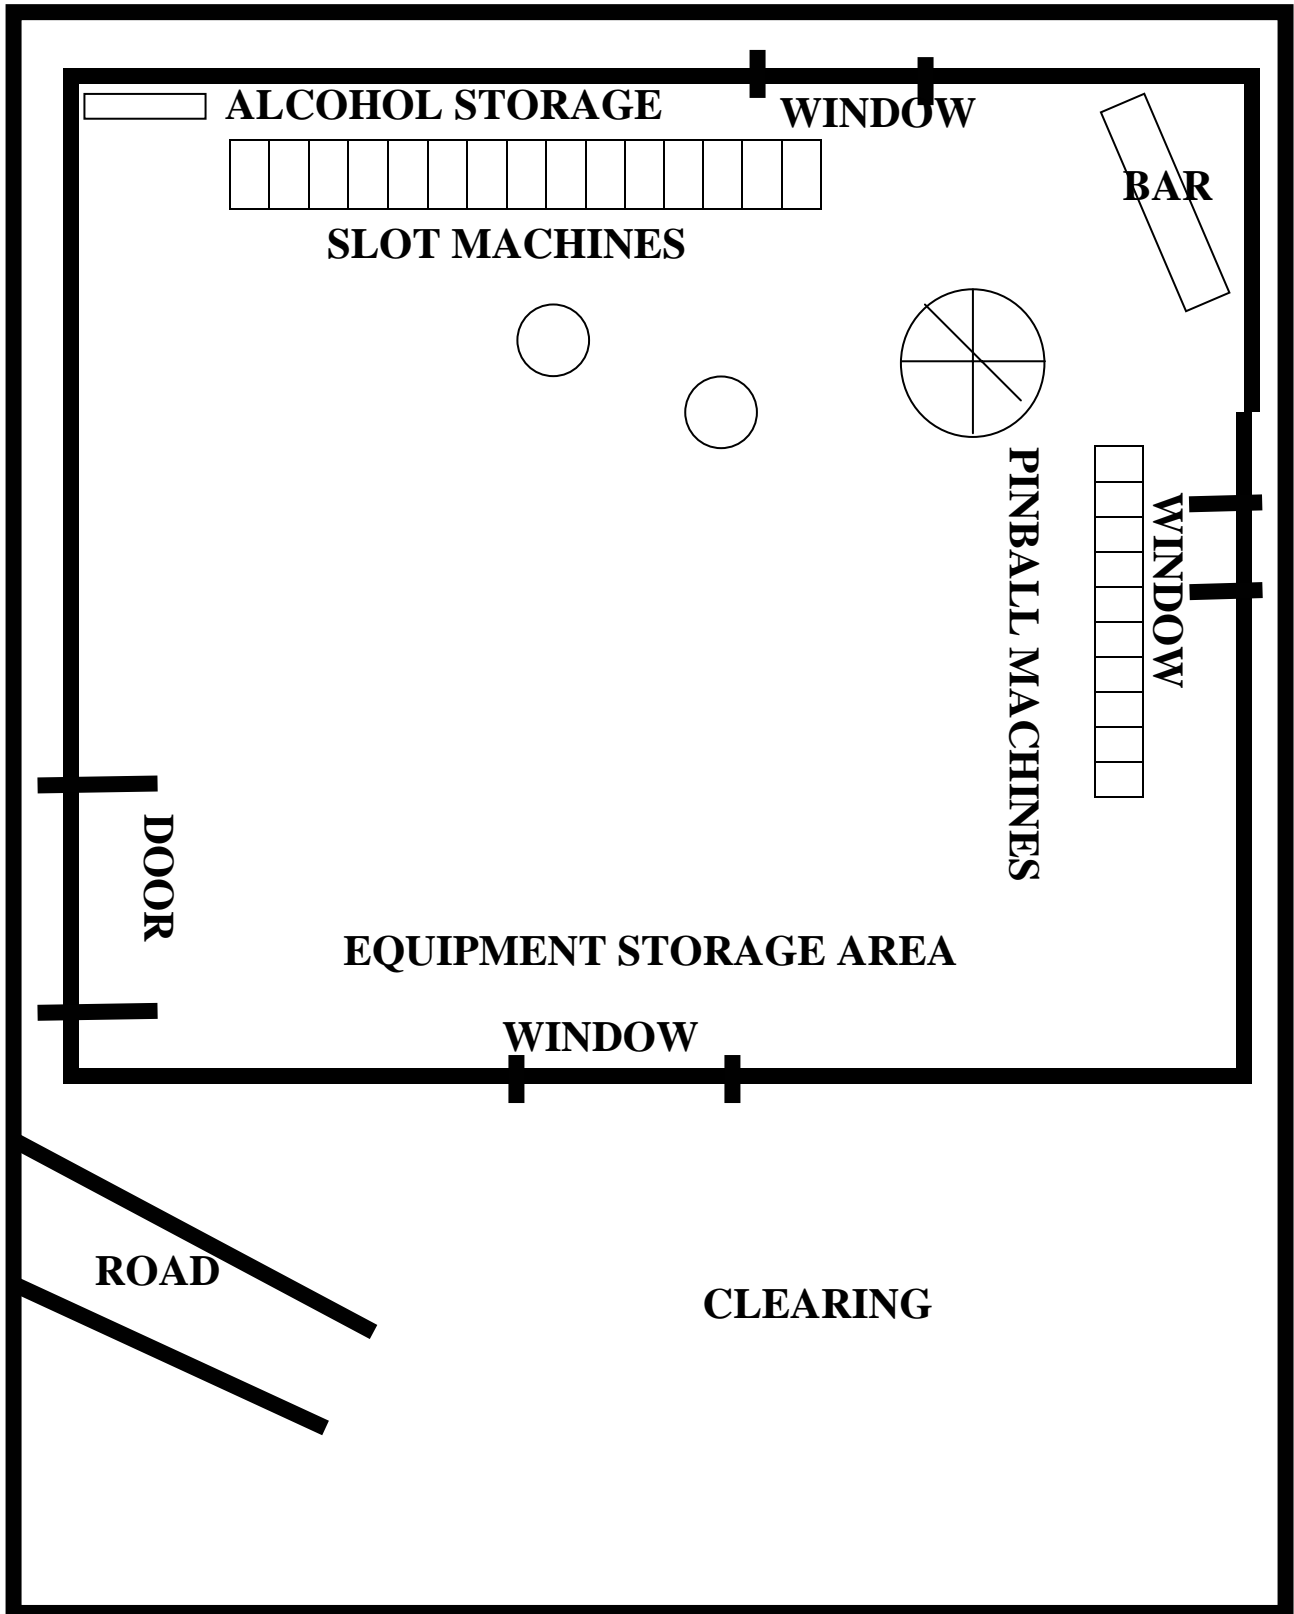 ALCOHOL STORAGE
WINDOW
BAR
SLOT MACHINES
PINBALL MACHINES
WINDOW
DOOR
EQUIPMENT STORAGE AREA
WINDOW
ROAD
CLEARING